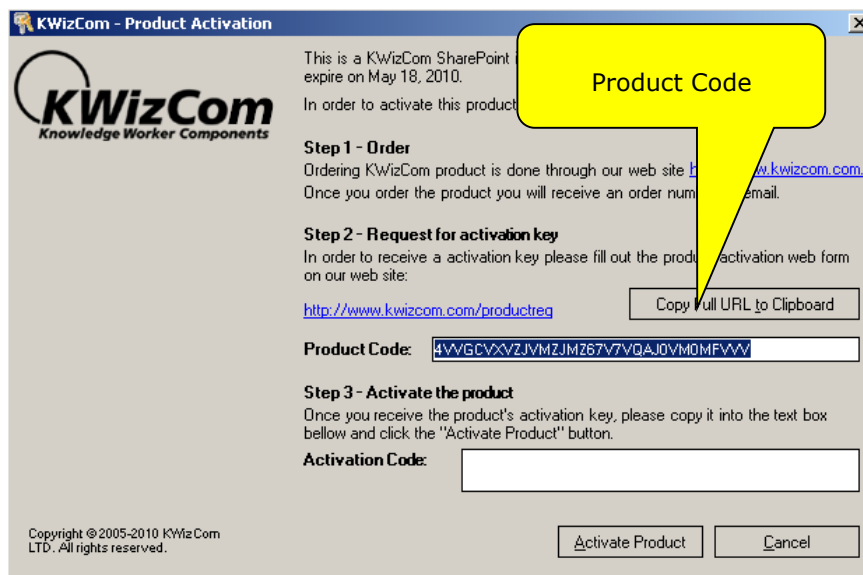 KWizCom - Product Activation
KWizCom
Knowledge Worker Components
This is a KWizCom SharePoint
expire on May 18, 2010.
In order to activate this product
Product Code
Step 1 - Order
Ordering KWizCom product is done through our web site w.kwizcom.com.
Once you order the product you will receive an order num email.
Step 2 - Request for activation key
In order to receive a activation key please fill out the produ activation web form
on our web site:
http://www.kwizcom.com/productreg
Copy Full URL to Clipboard
Product Code:
Step 3 - Activate the product
Once you receive the product's activation key, please copy it into the text box
bellow and click the "Activate Product" button.
Activation Code:
Copyright ©2005-2010 KWizCom
LTD. All rights reserved.
Activate Product Cancel